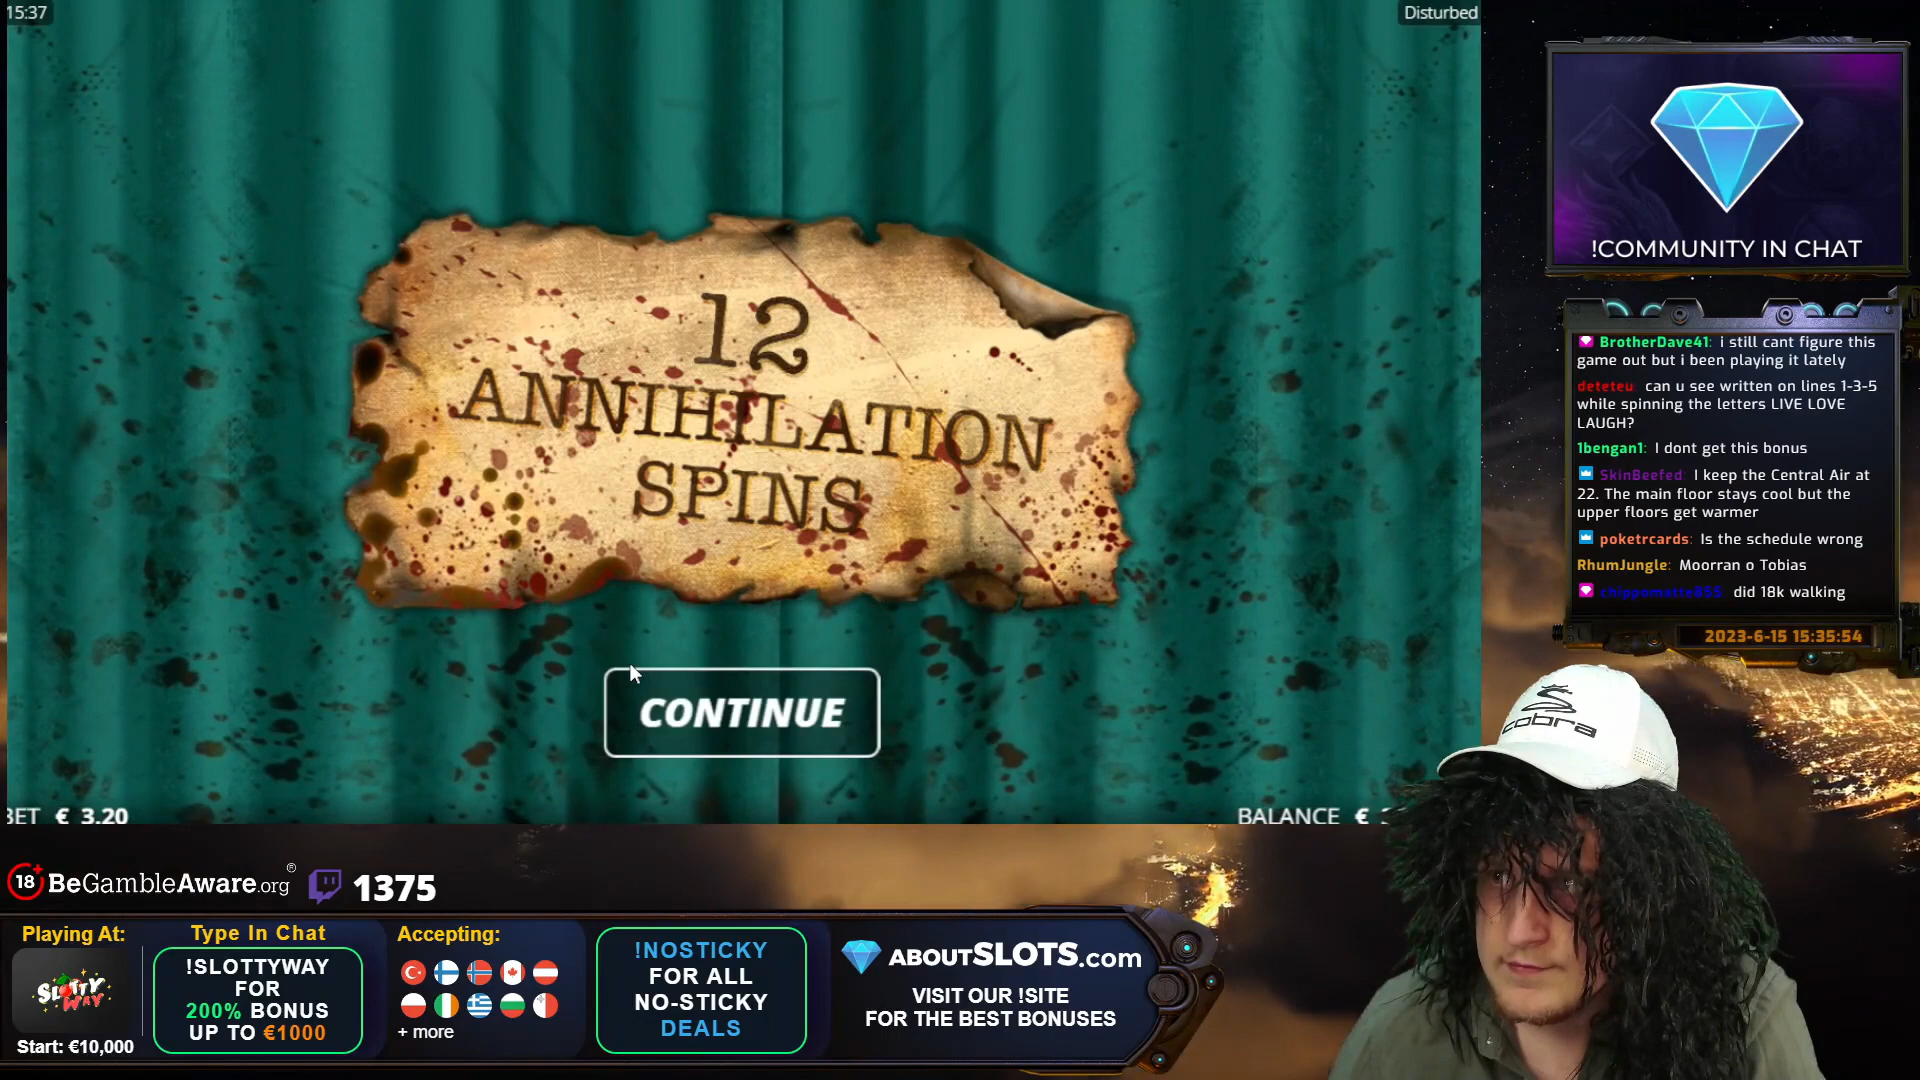 15:37
Disturbed
12
ANNIHILATION
SPINS
CONTINUE
BET € 3.20
BALANCE €
!COMMUNITY IN CHAT
BrotherDave41: i still cant figure this
game out but i been playing it lately
deteteu: can u see written on lines 1-3-5
while spinning the letters LIVE LOVE
LAUGH?
1bengan1: I dont get this bonus
SkinBeefed: I keep the Central Air at
22. The main floor stays cool but the
upper floors get warmer
poketrcards: Is the schedule wrong
RhumJungle: Moorran o Tobias
chippomatte855: did 18k walking
2023-6-15 15:35:54
cobra
18+ BeGambleAware.org®
1375
Playing At:
SLOTTY
WAY
Start: €10,000
Type In Chat
!SLOTTYWAY
FOR
200% BONUS
UP TO €1000
Accepting:
+ more
!NOSTICKY
FOR ALL
NO-STICKY
DEALS
ABOUTSLOTS.com
VISIT OUR !SITE
FOR THE BEST BONUSES